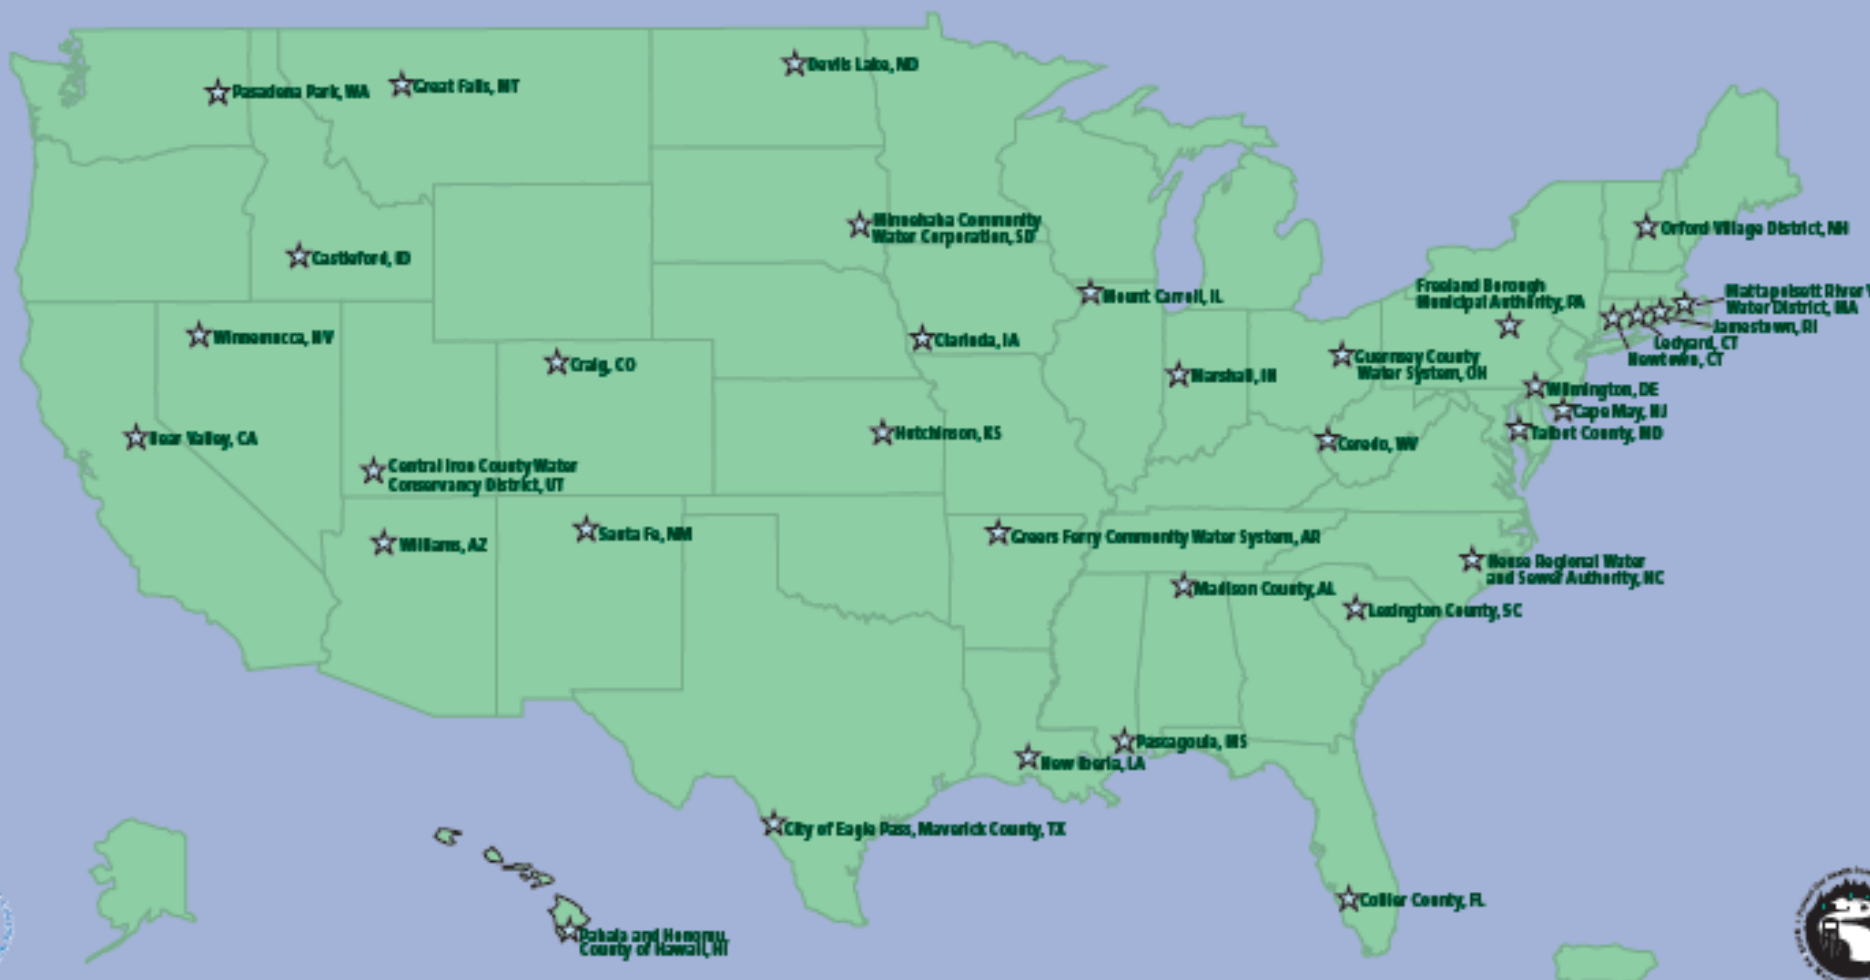 Devils Lake, ND
Pasadena Park, WA
Great Falls, MT
Minnehaha Community
Water Corporation, SD
Orford Village District, NH
Castleford, ID
Freeland Borough
Municipal Authority, PA
Mattapoisett River
Water District, MA
Mount Carroll, IL
Jamestown, RI
Winnemucca, NV
Clarinda, IA
Ledyard, CT
Newtown, CT
Craig, CO
Guernsey County
Water System, OH
Marshall, IN
Wilmington, DE
Cape May, NJ
Bear Valley, CA
Hutchinson, KS
Talbot County, MD
Ceredo, WV
Central Iron County Water
Conservancy District, UT
Santa Fe, NM
Williams, AZ
Greers Ferry Community Water System, AR
Neuse Regional Water
and Sewer Authority, NC
Madison County, AL
Lexington County, SC
Pascagoula, MS
New Iberia, LA
City of Eagle Pass, Maverick County, TX
Collier County, FL
Pahala and
County of Hawaii, HI